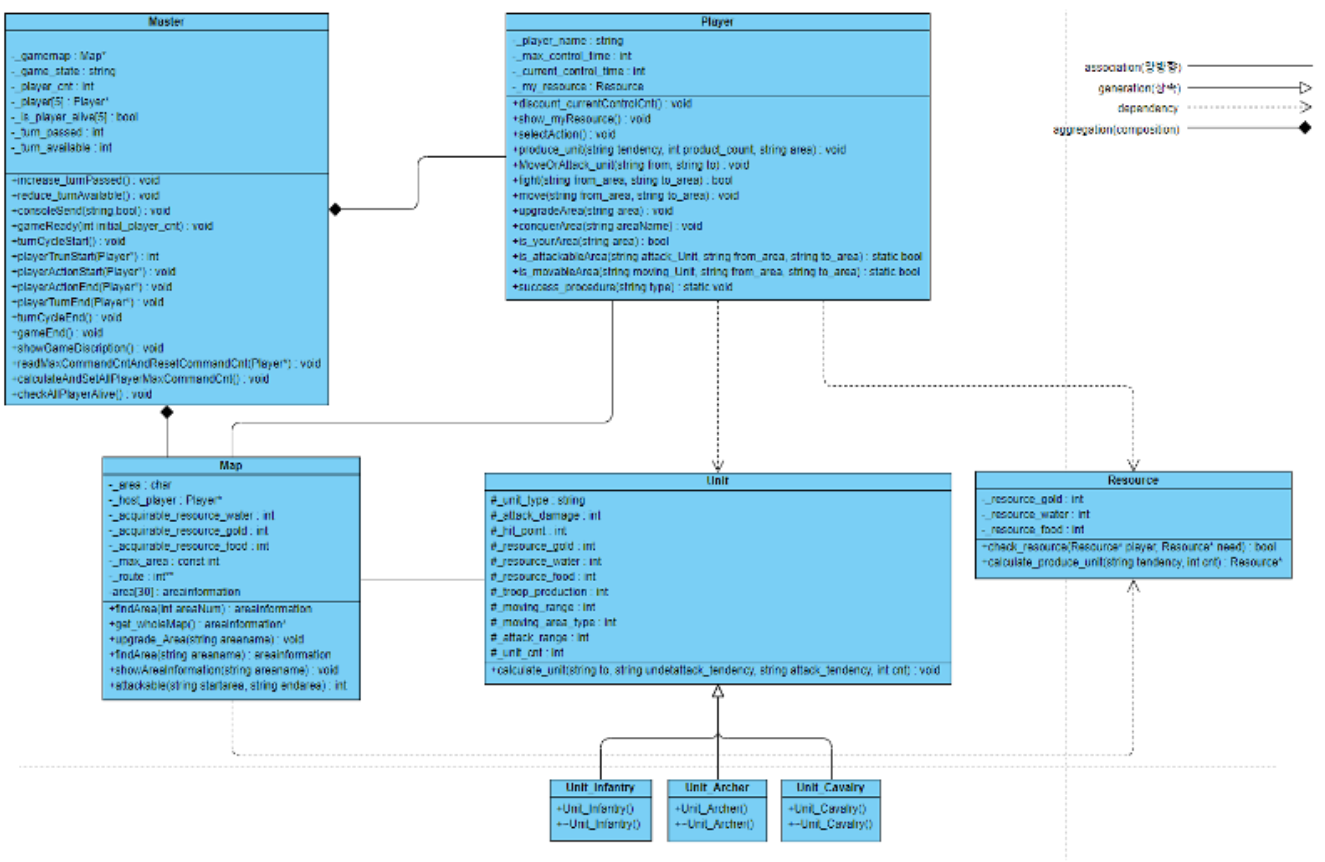 Master
-_gamemap : Map*
-_game_state : string
-_player_cnt : int
-_player[5] : Player*
-_is_player_alive[5] : bool
-_turn_passed : int
-_turn_available : int
+increase_turnPassed() : void
+reduce_turnAvailable() : void
+consoleSend(string,bool) : void
+gameReady(int initial_player_cnt) : void
+turnCycleStart() : void
+playerTrunStart(Player*) : int
+playerActionStart(Player*) : void
+playerActionEnd(Player*) : void
+playerTurnEnd(Player*) : void
+turnCycleEnd() : void
+gameEnd() : void
+showGameDiscription() : void
+readMaxCommandCntAndResetCommandCnt(Player*) : void
+calculateAndSetAllPlayerMaxCommandCnt() : void
+checkAllPlayerAlive() : void
Player
-_player_name : string
-_max_control_time : int
-_current_control_time : int
-_my_resource : Resource
+discount_currentControlCnt() : void
+show_myResource() : void
+selectAction() : void
+produce_unit(string tendency, int product_count, string area) : void
+MoveOrAttack_unit(string from, string to) : void
+fight(string from_area, string to_area) : bool
+move(string from_area, string to_area) : void
+upgradeArea(string area) : void
+conquerArea(string areaName) : void
+is_yourArea(string area) : bool
+is_attackableArea(string attack_Unit, string from_area, string to_area) : static bool
+is_movableArea(string moving_Unit, string from_area, string to_area) : static bool
+success_procedure(string type) : static void
association(양방향)
generation(상속)
dependency
aggregation(composition)
Map
-_area : char
-_host_player : Player*
-_acquirable_resource_water : int
-_acquirable_resource_gold : int
-_acquirable_resource_food : int
-_max_area : const int
-_route : int**
-area[30] : areainformation
+findArea(int areaNum) : areainformation
+get_wholeMap() : areainformation*
+upgrade_Area(string areaname) : void
+findArea(string areaname) : areainformation
+showAreaInformation(string areaname) : void
+attackable(string startarea, string endarea) : int
Unit
#_unit_type : string
#_attack_damage : int
#_hit_point : int
#_resource_gold : int
#_resource_water : int
#_resource_food : int
#_troop_production : int
#_moving_range : int
#_moving_area_type : int
#_attack_range : int
#_unit_cnt : int
+calculate_unit(string to, string undetattack_tendency, string attack_tendency, int cnt) : void
Resource
-_resource_gold : int
-_resource_water : int
-_resource_food : int
+check_resource(Resource* player, Resource* need) : bool
+calculate_produce_unit(string tendency, int cnt) : Resource*
Unit_Infantry
+Unit_Infantry()
+~Unit_Infantry()
Unit_Archer
+Unit_Archer()
+~Unit_Archer()
Unit_Cavalry
+Unit_Cavalry()
+~Unit_Cavalry()